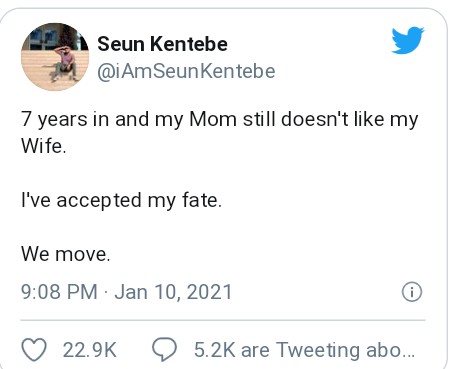 Seun Kentebe
@iAmSeunKentebe
7 years in and my Mom still doesn't like my
Wife.
I've accepted my fate.
We move.
9:08 PM · Jan 10, 2021
22.9K 5.2K are Tweeting abo...